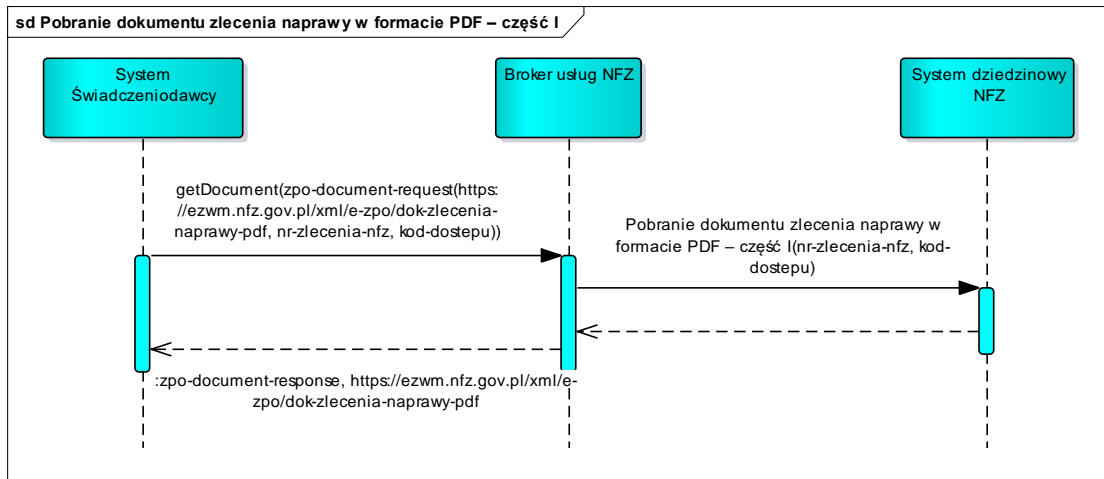 sd Pobranie dokumentu zlecenia naprawy w formacie PDF – część I
System
Świadczeniodawcy
Broker usług NFZ
System dziedzinowy
NFZ
getDocument(zpo-document-request(https:
//ezwm.nfz.gov.pl/xml/e-zpo/dok-zlecenia-
naprawy-pdf, nr-zlecenia-nfz, kod-dostepu))
Pobranie dokumentu zlecenia naprawy w
formacie PDF – część I(nr-zlecenia-nfz, kod-
dostepu)
:zpo-document-response, https://ezwm.nfz.gov.pl/xml/e-
zpo/dok-zlecenia-naprawy-pdf